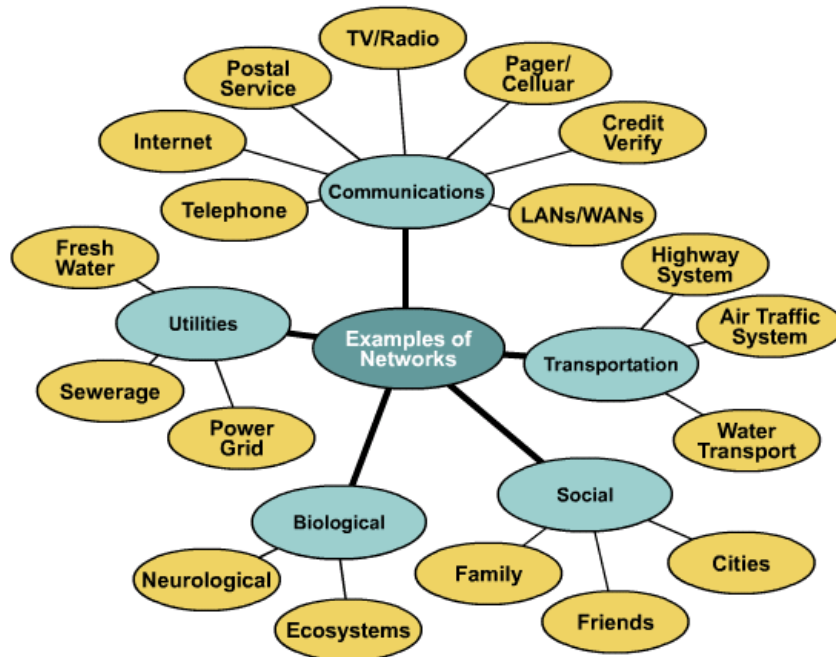 TV/Radio
Postal
Service
Pager/
Celluar
Internet
Credit
Verify
Communications
Telephone
LANs/WANs
Fresh
Water
Highway
System
Utilities
Examples of
Networks
Air Traffic
System
Transportation
Sewerage
Power
Grid
Water
Transport
Biological
Social
Neurological
Family
Cities
Ecosystems
Friends